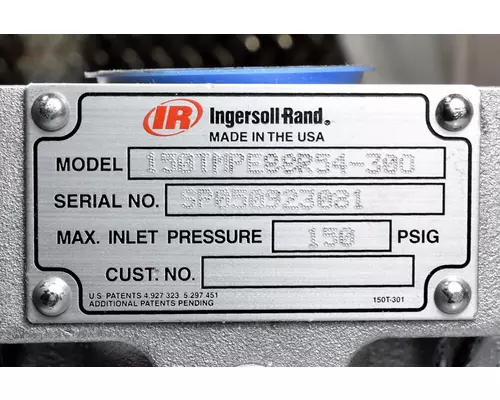 IR Ingersoll-Rand®
MADE IN THE USA
MODEL 150TMPE88R54-300
SERIAL NO. SP050923081
MAX. INLET PRESSURE 150 PSIG
CUST. NO.
U.S. PATENTS 4,927,323 5,297,451
ADDITIONAL PATENTS PENDING
150T-301